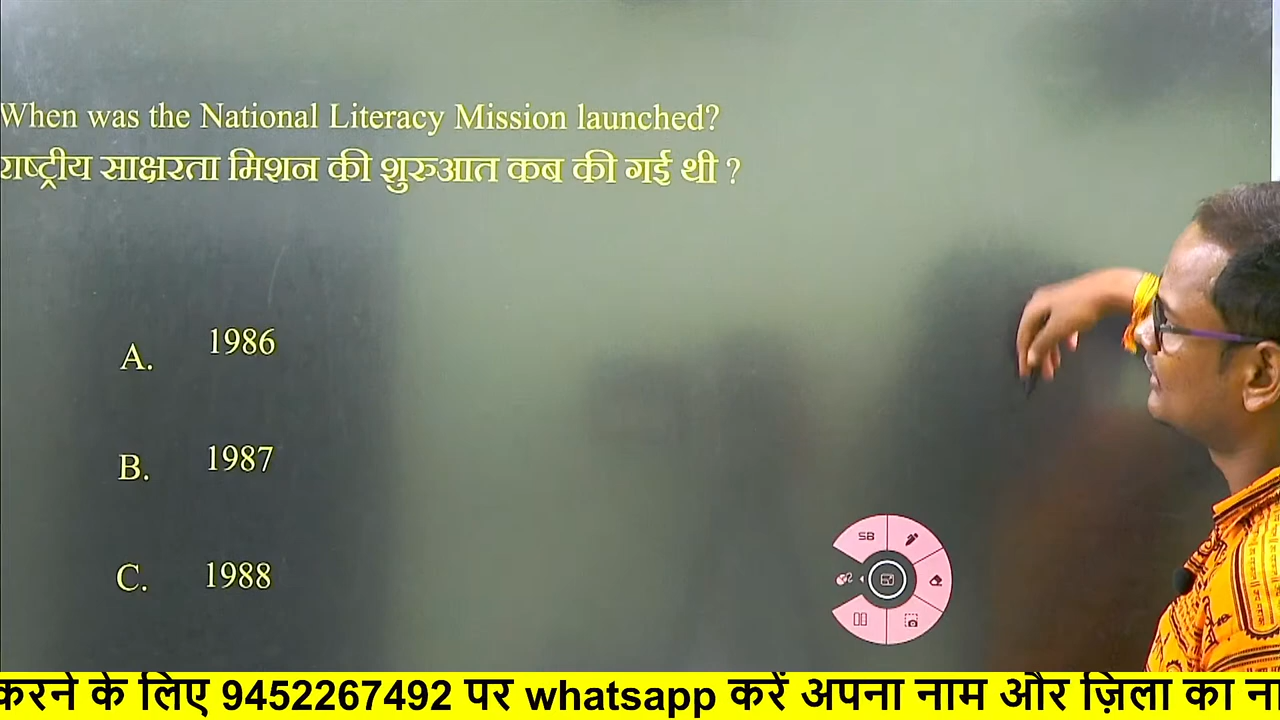 When was the National Literacy Mission launched?
राष्ट्रीय साक्षरता मिशन की शुरुआत कब की गई थी ?
A. 1986
B. 1987
C. 1988
SB
करने के लिए 9452267492 पर whatsapp करें अपना नाम और ज़िला का